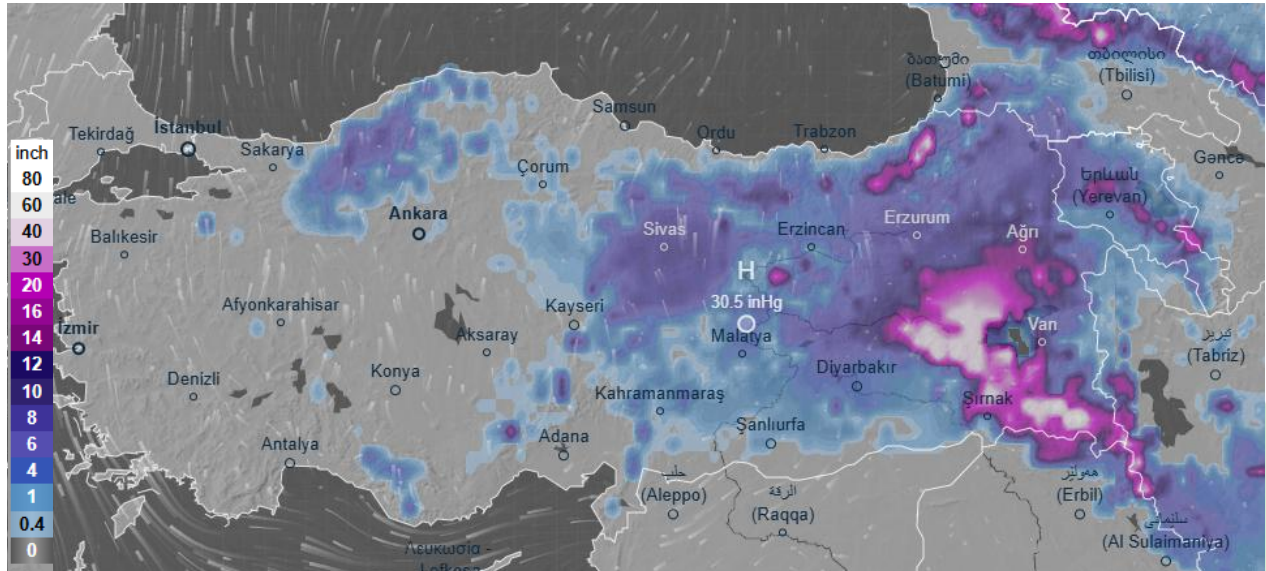 ბათუმი
(Batumi)
თბილისი
(Tbilisi)
Samsun
Ordu
Trabzon
Tekirdağ
İstanbul
Sakarya
Çorum
Gəncə
Երևան
(Yerevan)
inch
80
60
40
30
20
16
14
12
10
8
6
4
1
0.4
0
ale
Ankara
Sivas
Erzincan
Erzurum
Ağrı
Balıkesir
H
30.5 inHg
Afyonkarahisar
Kayseri
Aksaray
İzmir
Malatya
Van
تبریز
(Tabriz)
Denizli
Konya
Diyarbakır
Kahramanmaraş
Şırnak
Antalya
Adana
Şanlıurfa
حلب
(Aleppo)
الرقة
(Raqqa)
هەولێر
(Erbil)
سلێمانی
(Al Sulaimaniya)
Λευκωσία -
Lefkoşa